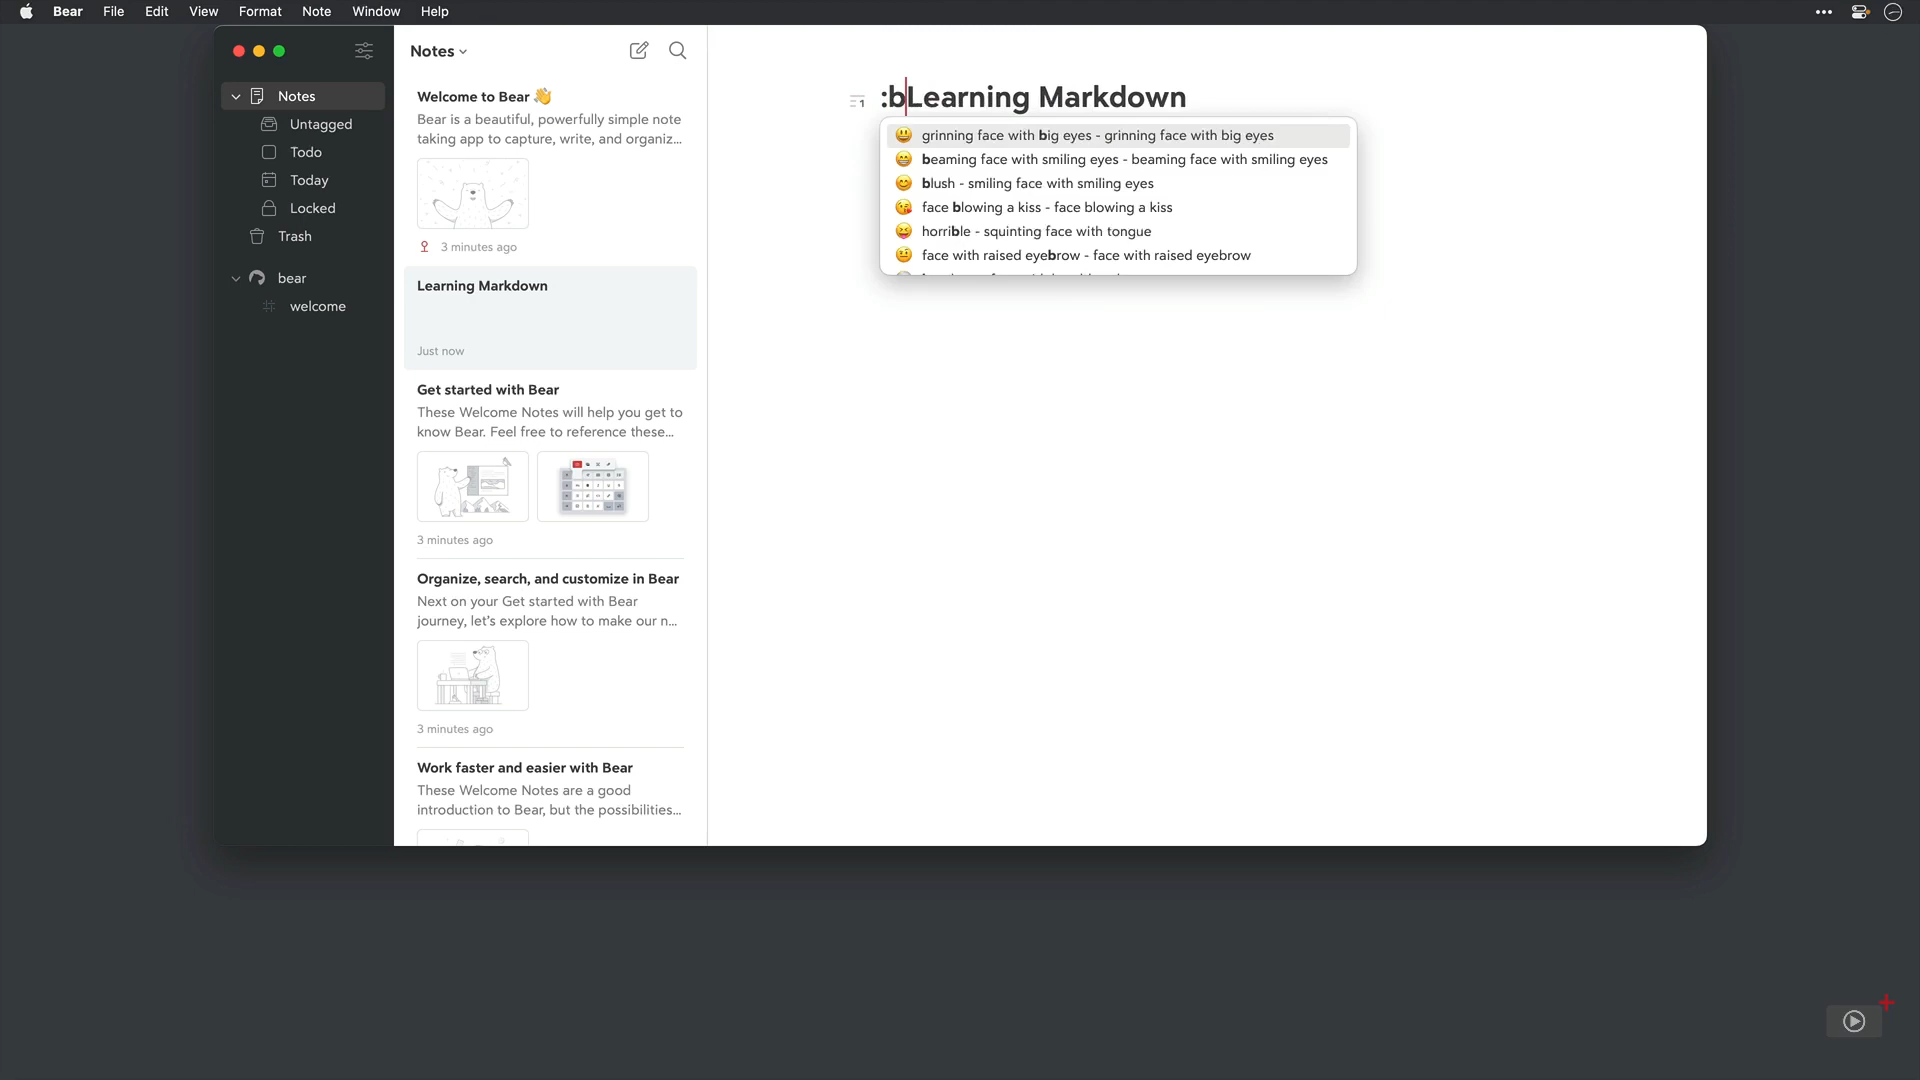 Bear File Edit View Format Note Window Help
Notes
Untagged
Todo
Today
Locked
Trash
bear
welcome
Notes
Welcome to Bear 👋
Bear is a beautiful, powerfully simple note
taking app to capture, write, and organiz...
3 minutes ago
Learning Markdown
Just now
Get started with Bear
These Welcome Notes will help you get to
know Bear. Feel free to reference these...
3 minutes ago
Organize, search, and customize in Bear
Next on your Get started with Bear
journey, let's explore how to make our n...
3 minutes ago
Work faster and easier with Bear
These Welcome Notes are a good
introduction to Bear, but the possibilities...
1 :bLearning Markdown
😃 grinning face with big eyes - grinning face with big eyes
😁 beaming face with smiling eyes - beaming face with smiling eyes
😊 blush - smiling face with smiling eyes
😘 face blowing a kiss - face blowing a kiss
😝 horrible - squinting face with tongue
🤨 face with raised eyebrow - face with raised eyebrow